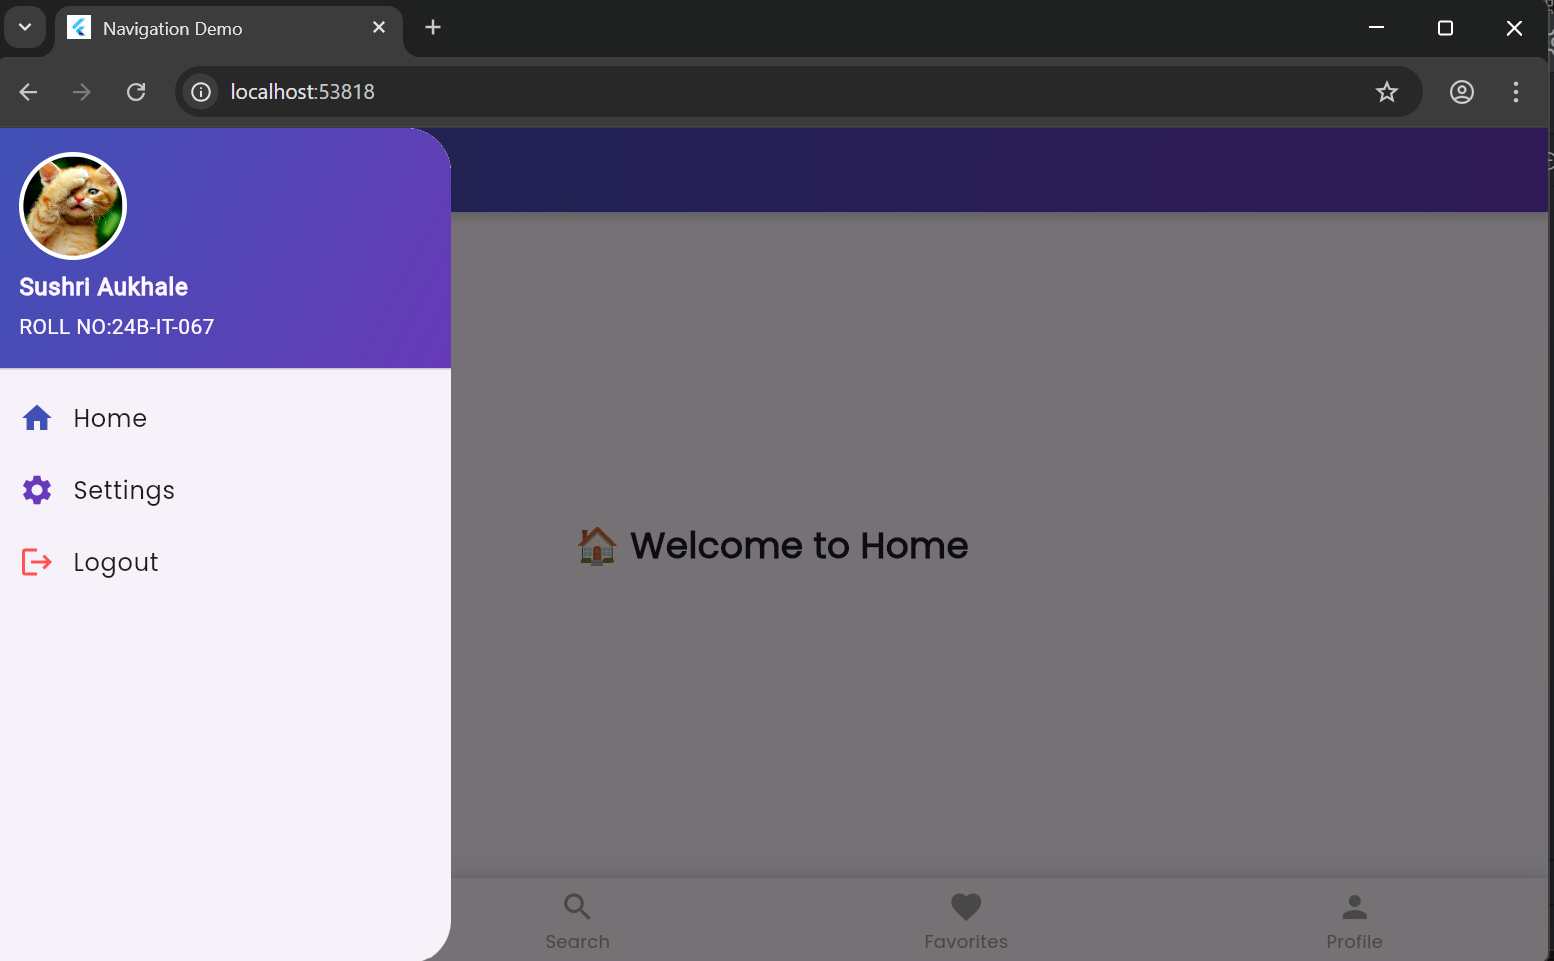 Navigation Demo
localhost:53818
Sushri Aukhale
ROLL NO:24B-IT-067
Home
Settings
Logout
🏠 Welcome to Home
Search
Favorites
Profile